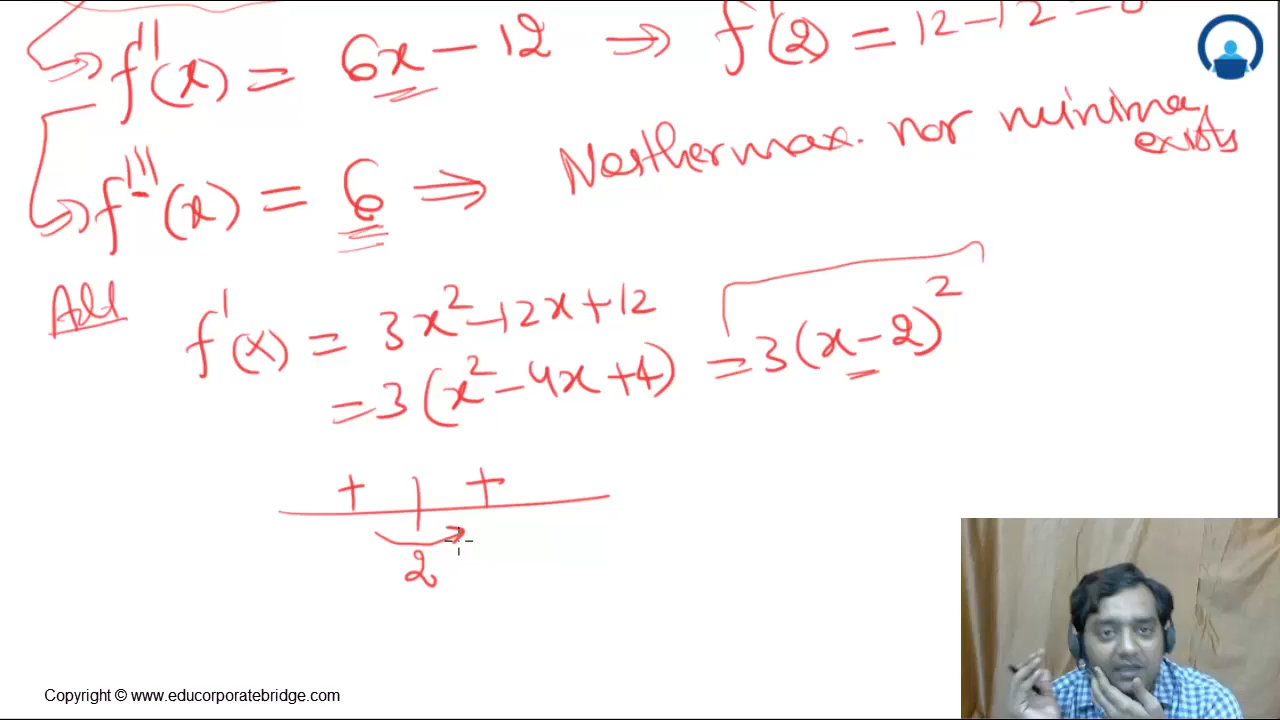 f''(x) = 6x - 12 → f''(2) = 12 - 12 = 0
f'''(x) = 6 ⇒ Neither max. nor minima exists
f'(x) = 3x² - 12x + 12
= 3(x² - 4x + 4) = 3(x - 2)²
+ | +
2
Copyright © www.educorporatebridge.com